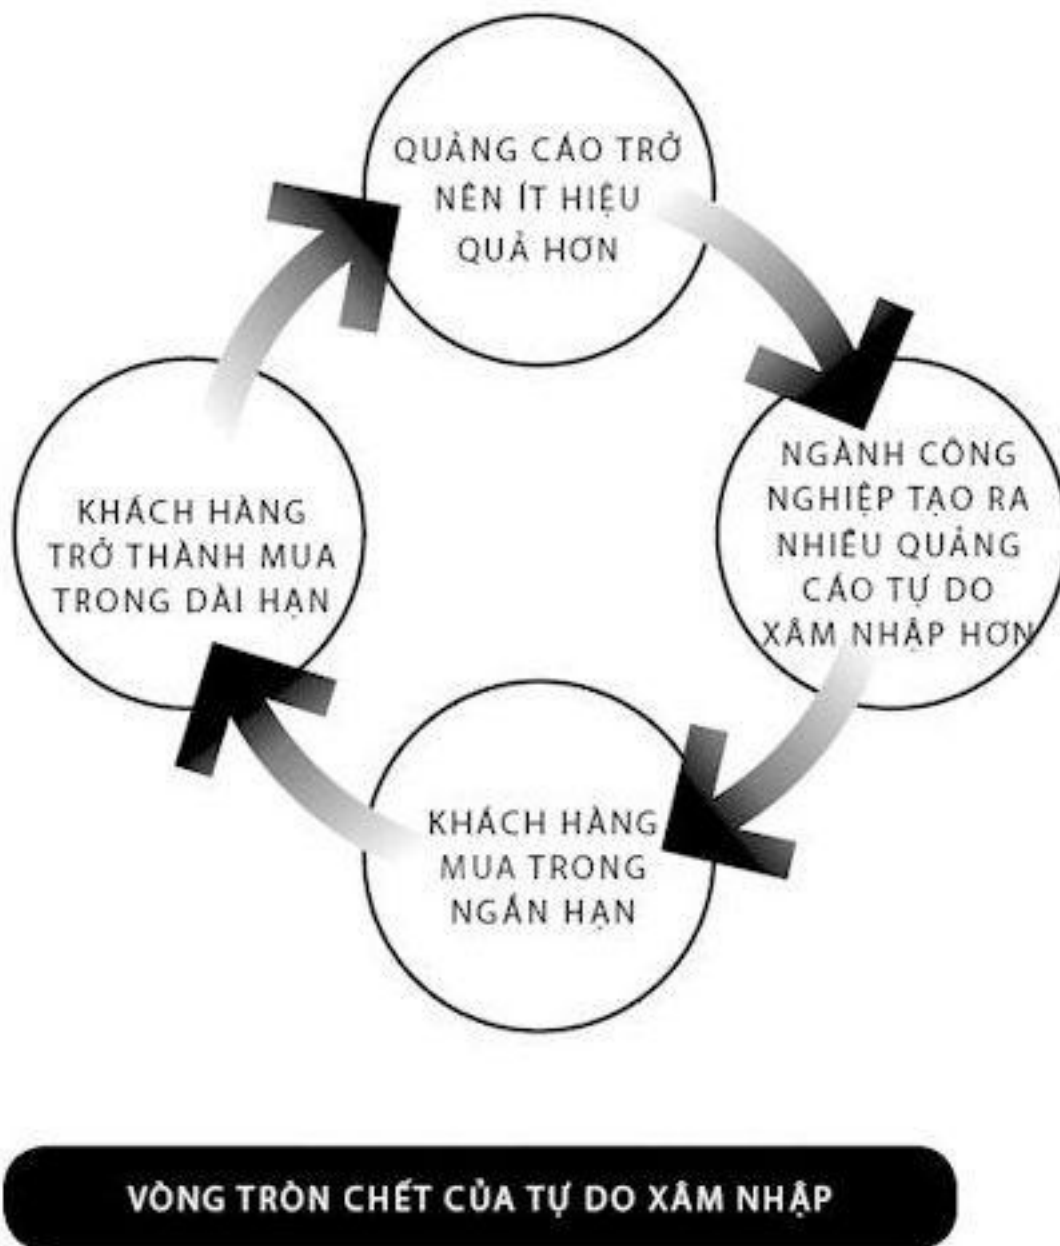 QUẢNG CÁO TRỞ
NÊN ÍT HIỆU
QUẢ HƠN
NGÀNH CÔNG
NGHIỆP TẠO RA
NHIỀU QUẢNG
CÁO TỰ DO
XÂM NHẬP HƠN
KHÁCH HÀNG
MUA TRONG
NGẮN HẠN
KHÁCH HÀNG
TRỞ THÀNH MUA
TRONG DÀI HẠN
VÒNG TRÒN CHẾT CỦA TỰ DO XÂM NHẬP